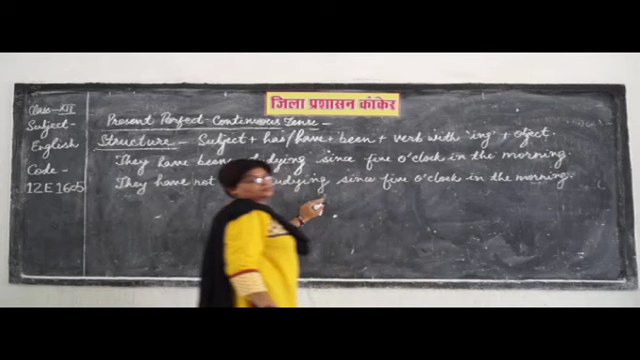 जिला प्रशासन कांकेर
Class-XII
Subject-
English
Code-
12E1605
Present Perfect Continuous Tense-
Structure - Subject + has/have + been + verb with 'ing' + object.
They have been studying since five o'clock in the morning
They have not studying since five o'clock in the morning.